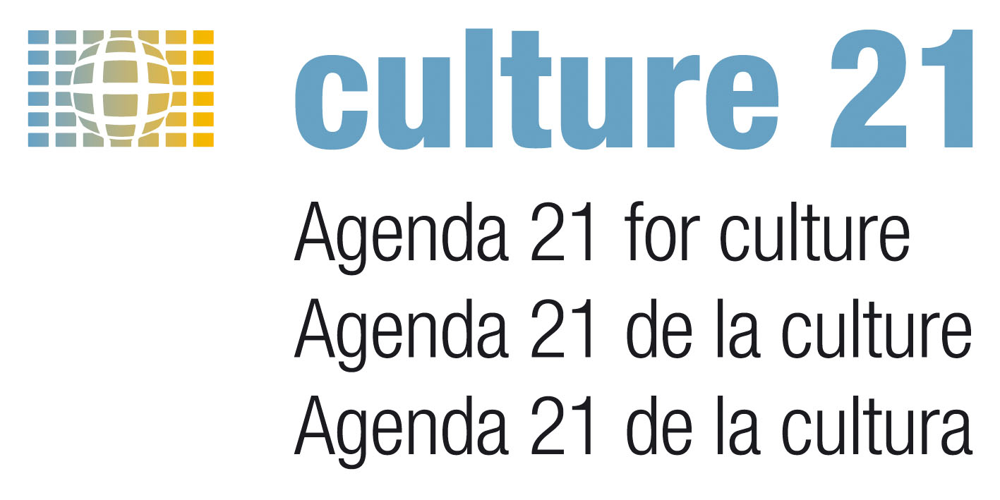 culture 21
Agenda 21 for culture
Agenda 21 de la culture
Agenda 21 de la cultura